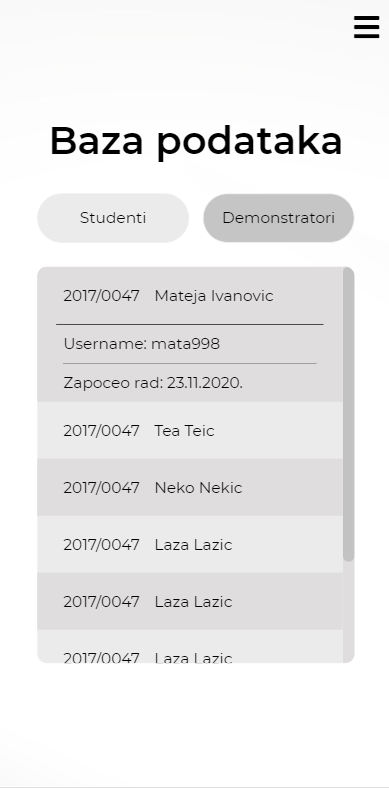 Baza podataka
Studenti Demonstratori
2017/0047 Mateja Ivanovic
Username: mata998
Zapoceo rad: 23.11.2020.
2017/0047 Tea Teic
2017/0047 Neko Nekic
2017/0047 Laza Lazic
2017/0047 Laza Lazic
2017/0047 Laza Lazic